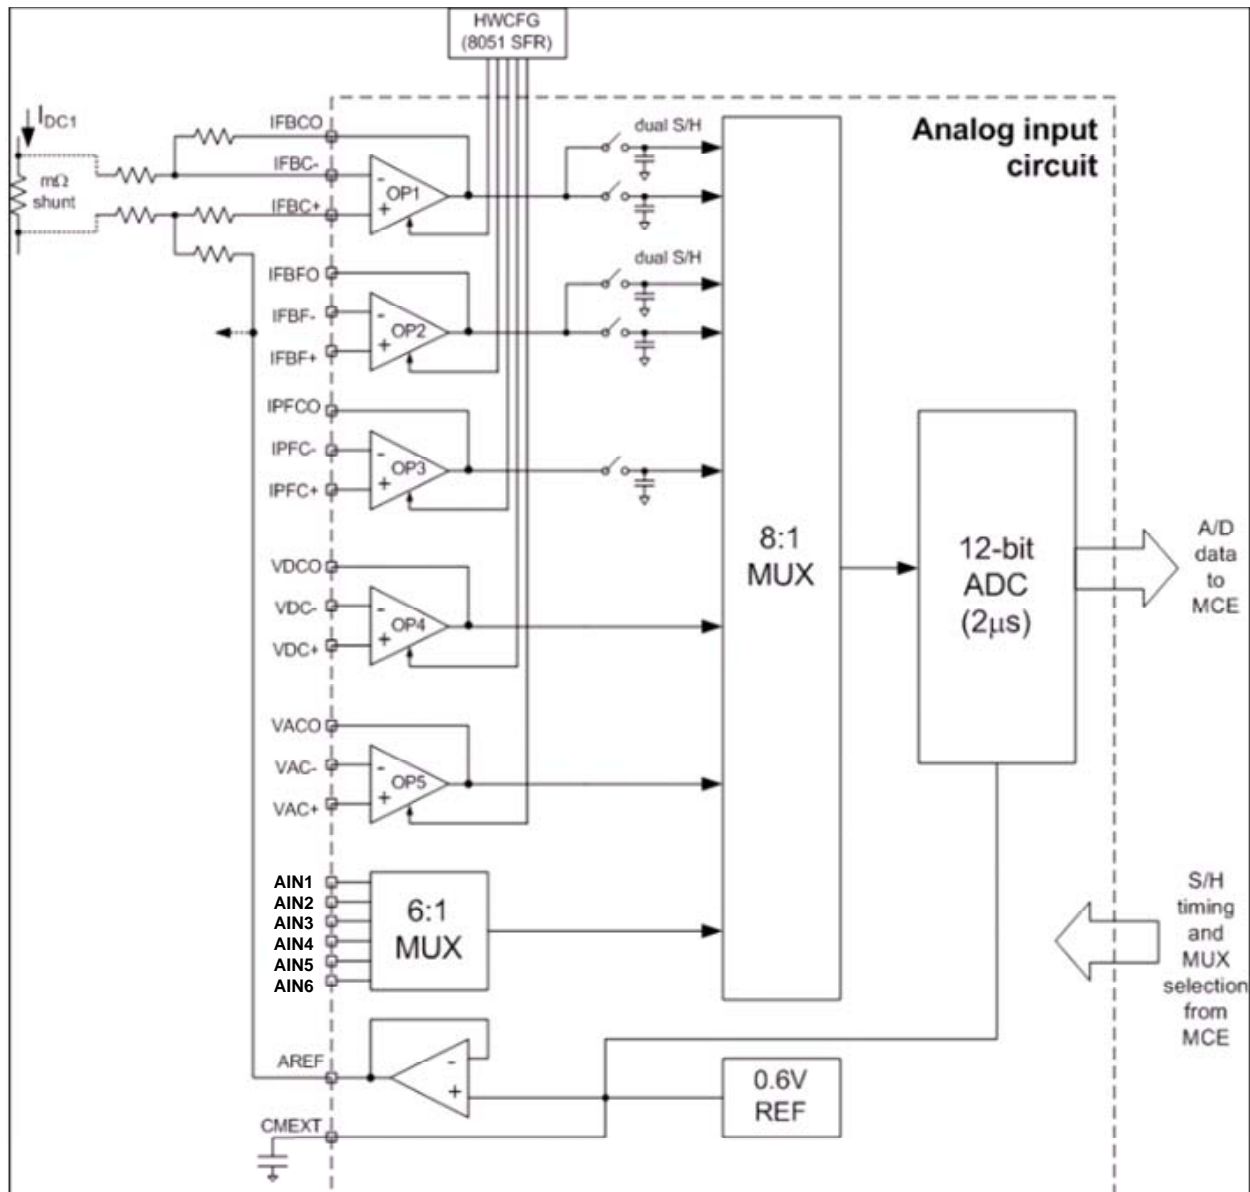 HWCFG
(8051 SFR)
Analog input
circuit
IDC1
mΩ
shunt
IFBCO
IFBC-
IFBC+
-
+
OP1
dual S/H
IFBFO
IFBF-
IFBF+
-
+
OP2
dual S/H
IPFCO
IPFC-
IPFC+
-
+
OP3
VDCO
VDC-
VDC+
-
+
OP4
VACO
VAC-
VAC+
-
+
OP5
8:1
MUX
12-bit
ADC
(2µs)
A/D
data
to
MCE
AIN1
AIN2
AIN3
AIN4
AIN5
AIN6
6:1
MUX
S/H
timing
and
MUX
selection
from
MCE
AREF
-
+
0.6V
REF
CMEXT